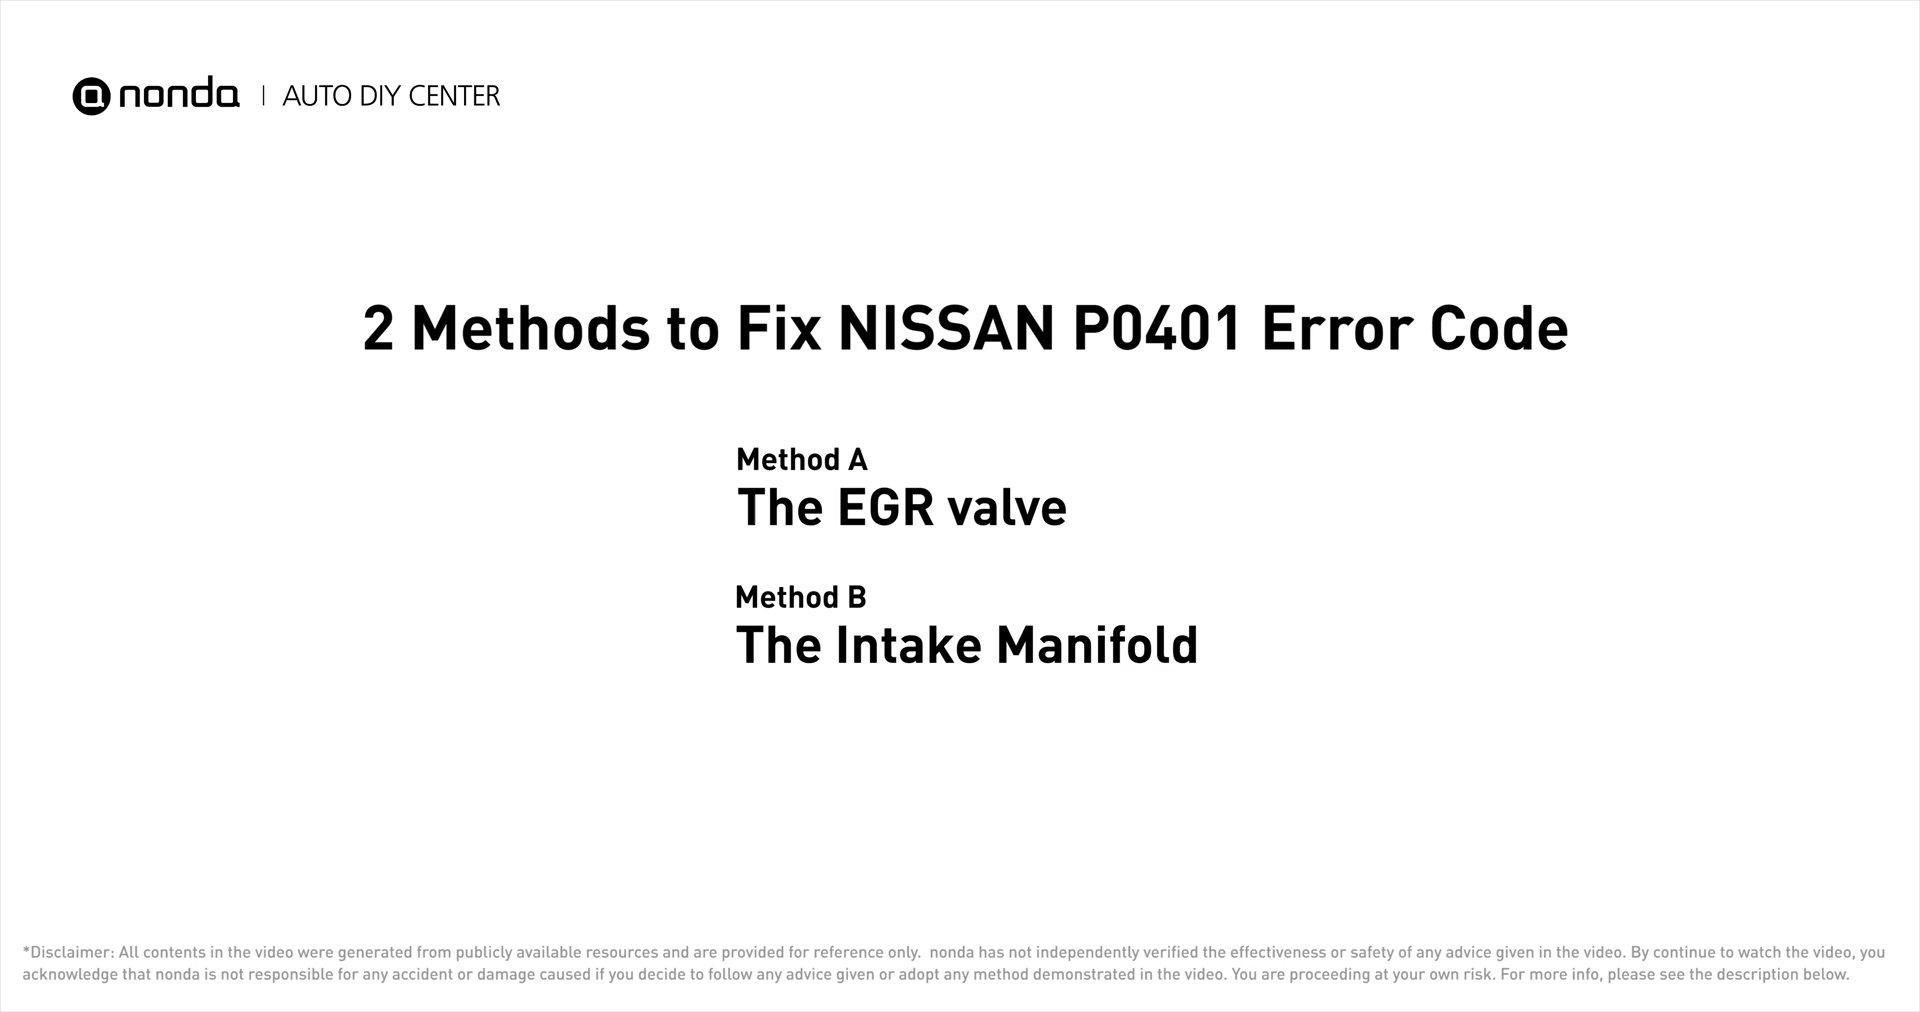 nonda | AUTO DIY CENTER
2 Methods to Fix NISSAN P0401 Error Code
Method A
The EGR valve
Method B
The Intake Manifold
*Disclaimer: All contents in the video were generated from publicly available resources and are provided for reference only.  nonda has not independently verified the effectiveness or safety of any advice given in the video. By continue to watch the video, you
acknowledge that nonda is not responsible for any accident or damage caused if you decide to follow any advice given or adopt any method demonstrated in the video. You are proceeding at your own risk. For more info, please see the description below.